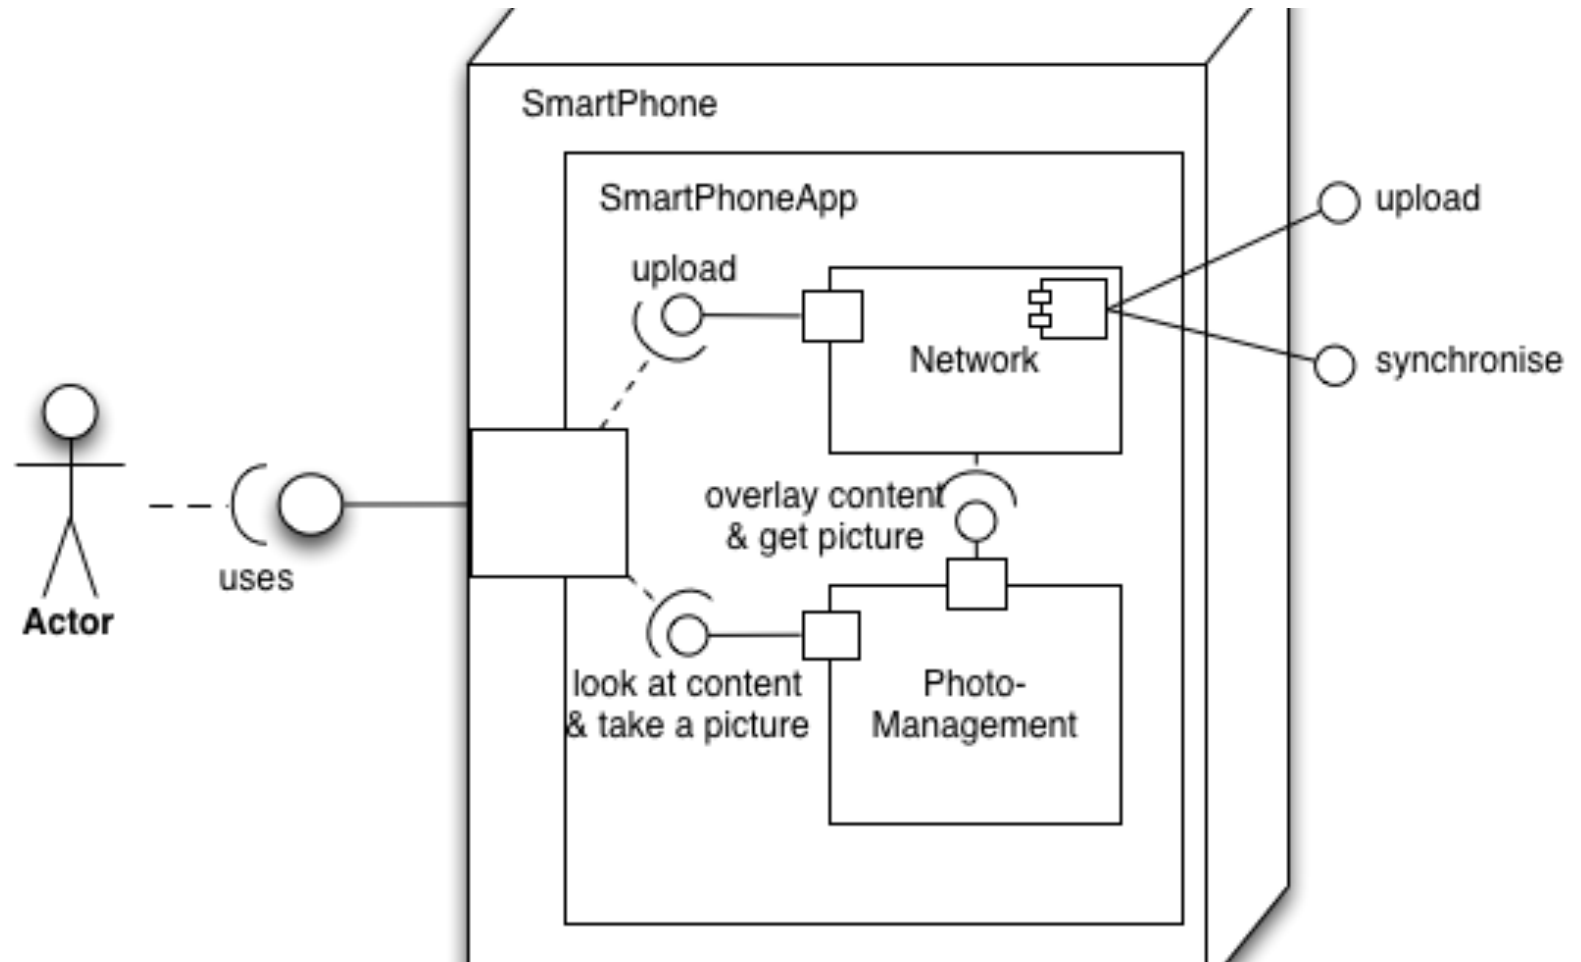 SmartPhone
SmartPhoneApp
upload
upload
Network
synchronise
overlay content
& get picture
uses
Actor
look at content
& take a picture
Photo-
Management